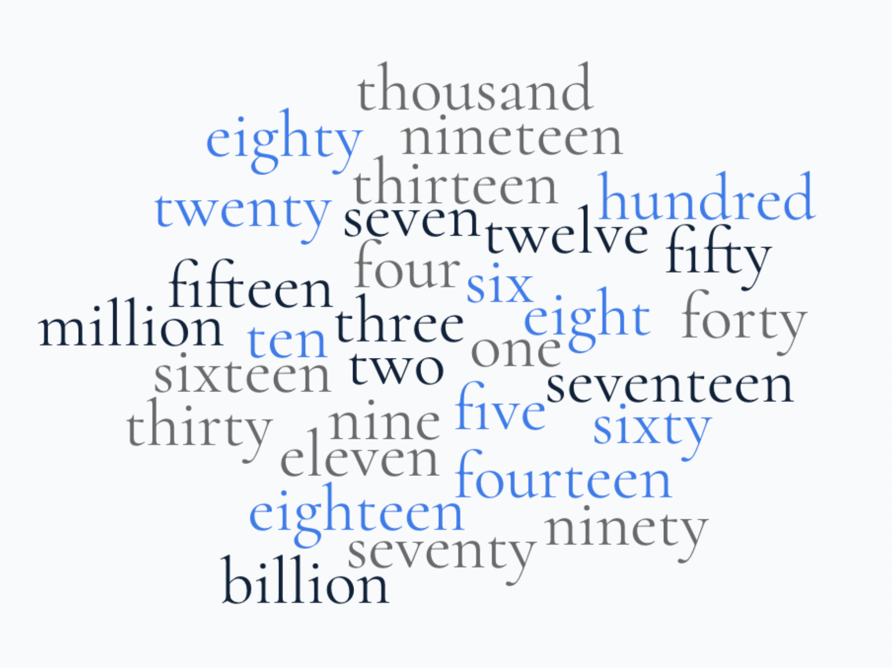 thousand
eighty nineteen
thirteen
twenty seven twelve hundred
fifty
four six
fifteen
million ten three eight forty
one
sixteen two seventeen
thirty nine five sixty
eleven
fourteen
eighteen
seventy ninety
billion